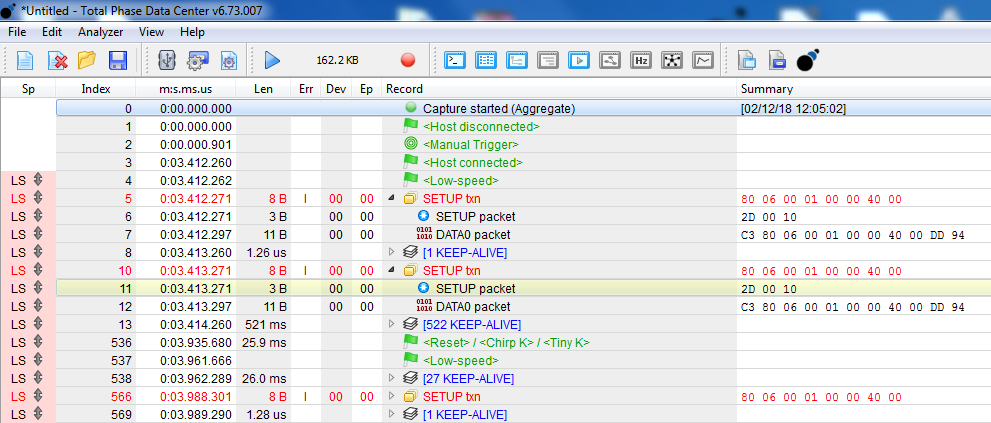 *Untitled - Total Phase Data Center v6.73.007
File Edit Analyzer View Help
162.2 KB
Sp Index m:s.ms.us Len Err Dev Ep Record Summary
0 0:00.000.000 Capture started (Aggregate) [02/12/18 12:05:02]
1 0:00.000.000 <Host disconnected>
2 0:00.000.901 <Manual Trigger>
3 0:03.412.260 <Host connected>
LS 4 0:03.412.262 <Low-speed>
LS 5 0:03.412.271 8 B I 00 00 SETUP txn 80 06 00 01 00 00 40 00
LS 6 0:03.412.271 3 B 00 00 SETUP packet 2D 00 10
LS 7 0:03.412.297 11 B 00 00 DATA0 packet C3 80 06 00 01 00 00 40 00 DD 94
LS 8 0:03.413.260 1.26 us [1 KEEP-ALIVE]
LS 10 0:03.413.271 8 B I 00 00 SETUP txn 80 06 00 01 00 00 40 00
LS 11 0:03.413.271 3 B 00 00 SETUP packet 2D 00 10
LS 12 0:03.413.297 11 B 00 00 DATA0 packet C3 80 06 00 01 00 00 40 00 DD 94
LS 13 0:03.414.260 521 ms [522 KEEP-ALIVE]
LS 536 0:03.935.680 25.9 ms <Reset> / <Chirp K> / <Tiny K>
LS 537 0:03.961.666 <Low-speed>
LS 538 0:03.962.289 26.0 ms [27 KEEP-ALIVE]
LS 566 0:03.988.301 8 B I 00 00 SETUP txn 80 06 00 01 00 00 40 00
LS 569 0:03.989.290 1.28 us [1 KEEP-ALIVE]